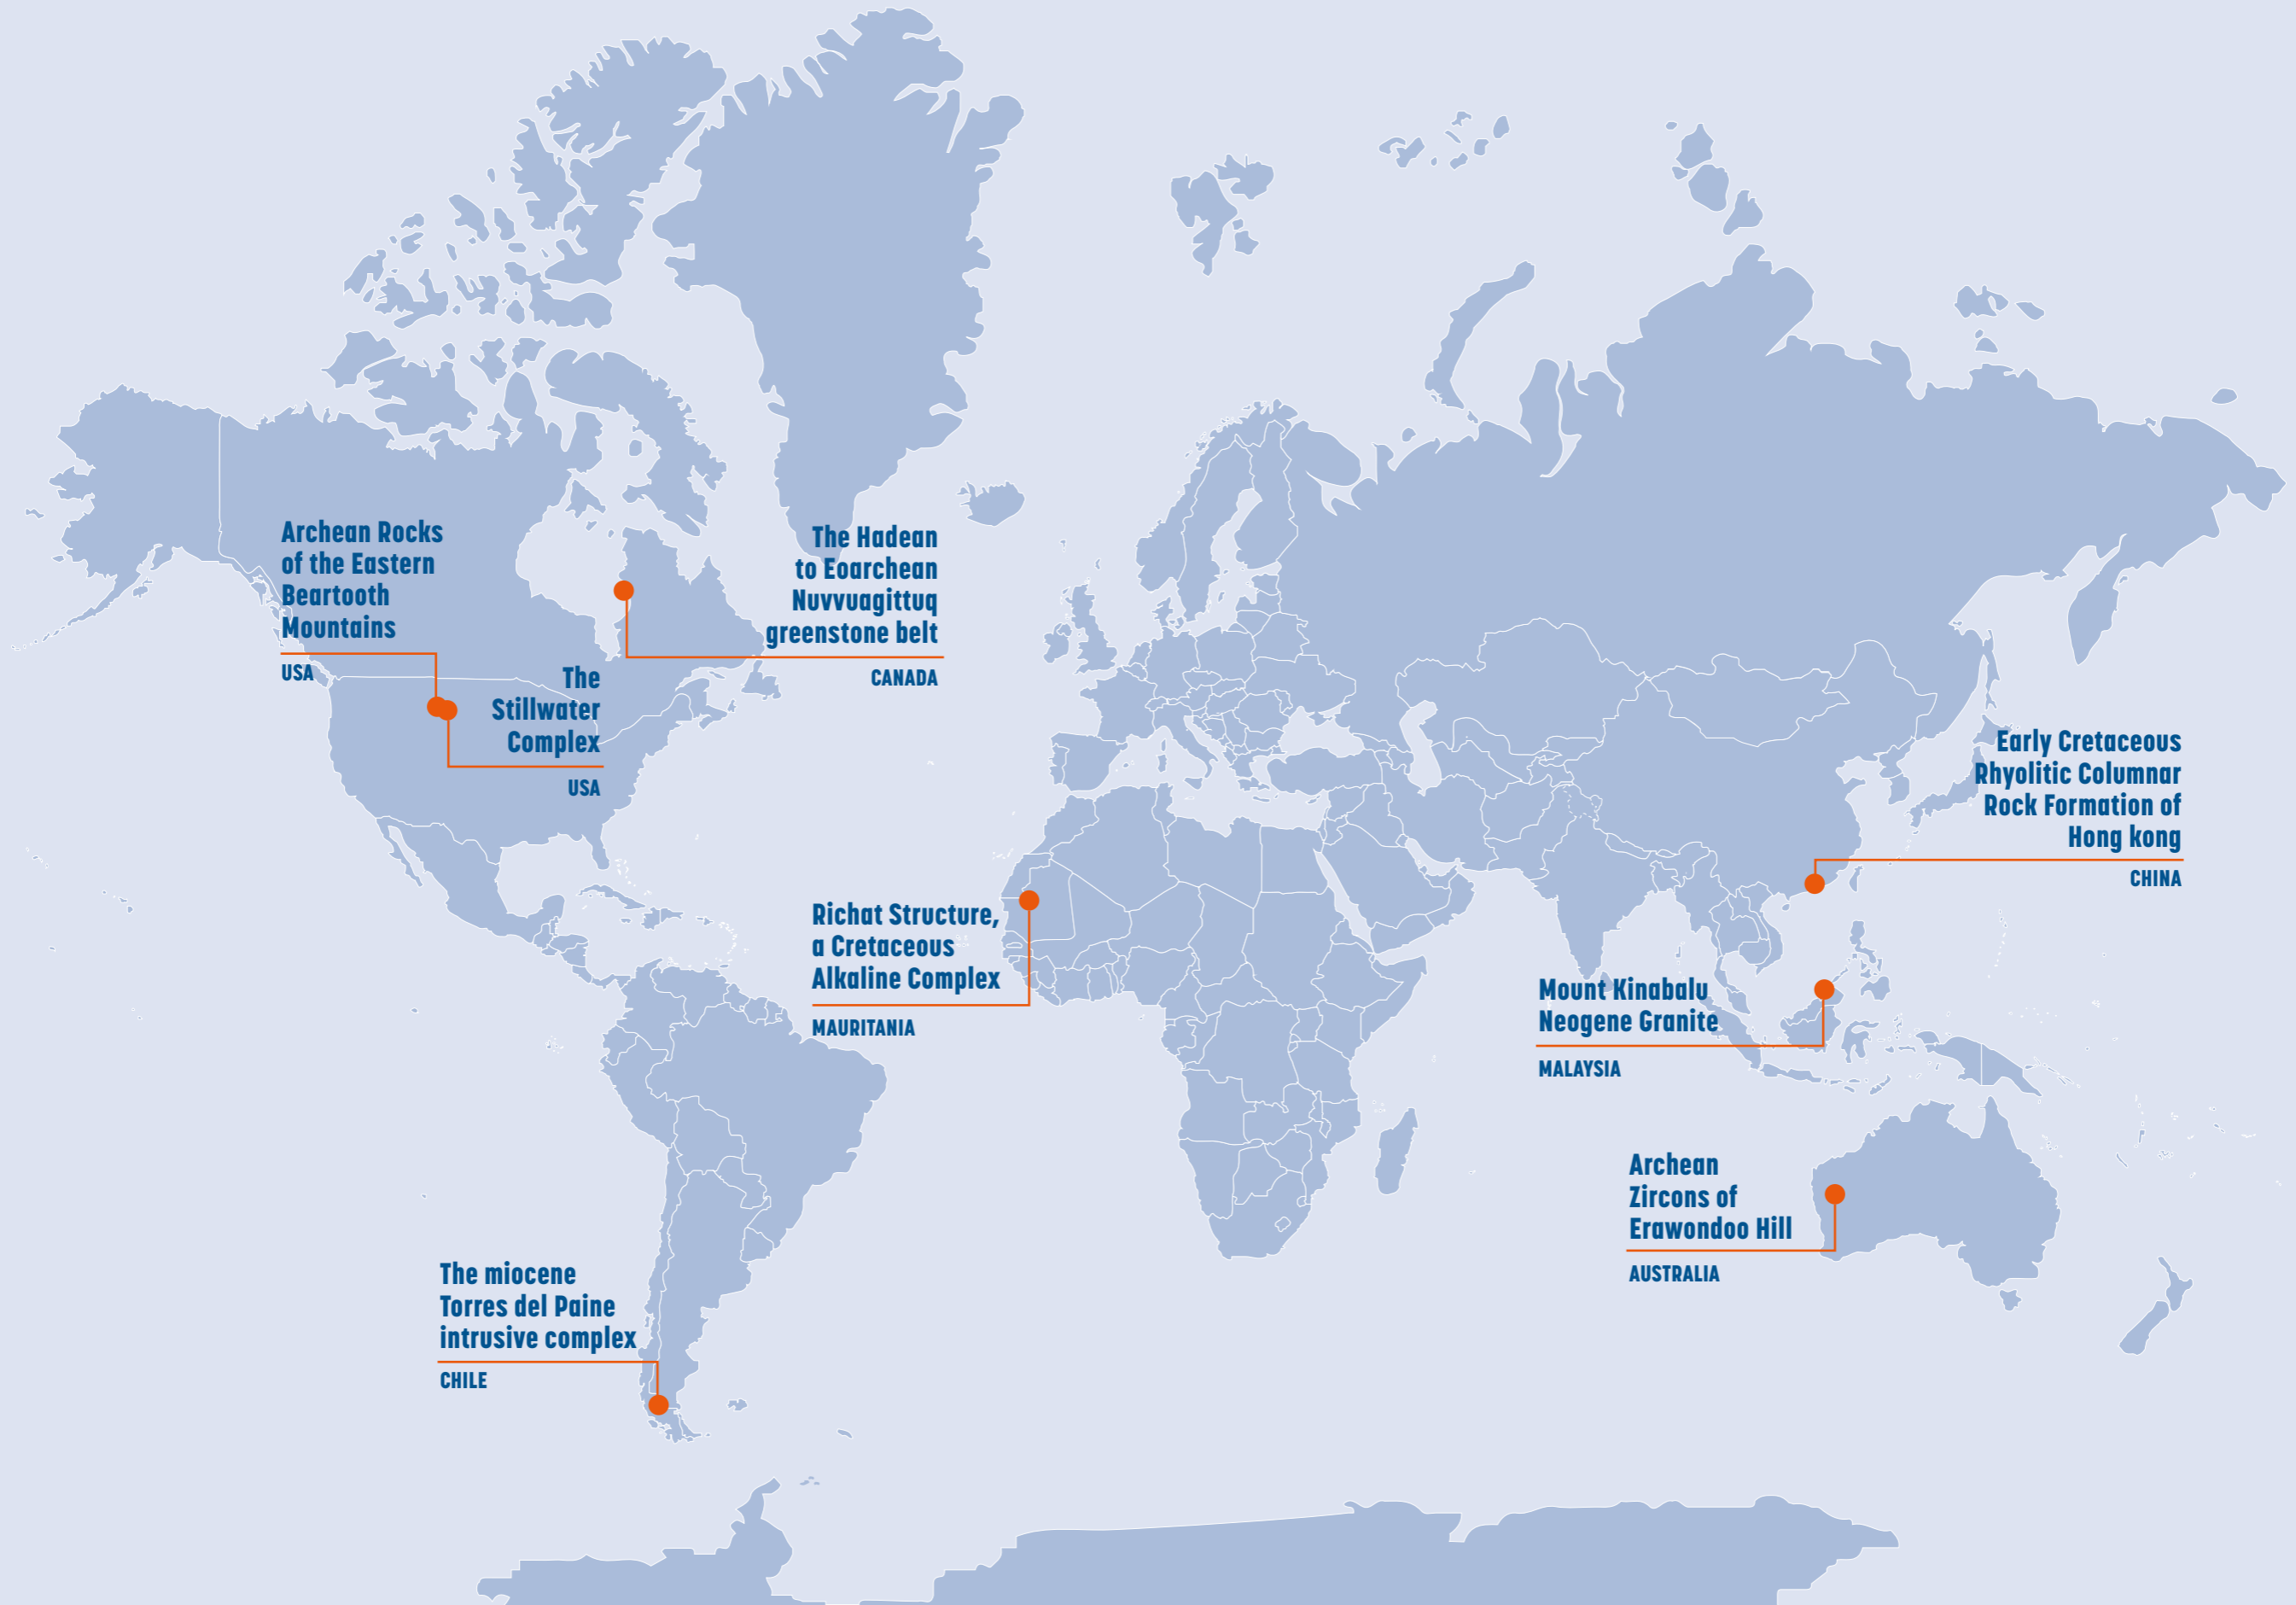 Archean Rocks
of the Eastern
Beartooth
Mountains
USA
The
Stillwater
Complex
USA
The Hadean
to Eoarchean
Nuvvuagittuq
greenstone belt
CANADA
Early Cretaceous
Rhyolitic Columnar
Rock Formation of
Hong kong
CHINA
Richat Structure,
a Cretaceous
Alkaline Complex
MAURITANIA
Mount Kinabalu
Neogene Granite
MALAYSIA
Archean
Zircons of
Erawondoo Hill
AUSTRALIA
The miocene
Torres del Paine
intrusive complex
CHILE